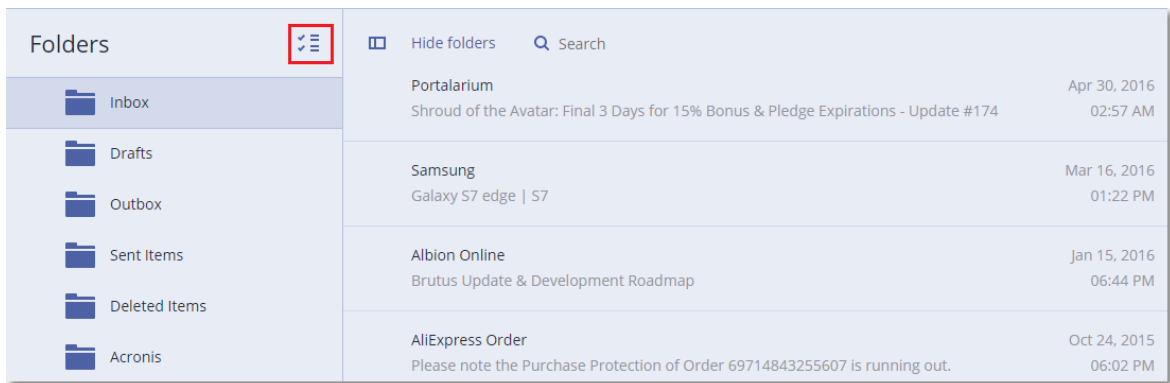 Folders
Inbox
Drafts
Outbox
Sent Items
Deleted Items
Acronis
Hide folders
Search
Portalarium
Apr 30, 2016
Shroud of the Avatar: Final 3 Days for 15% Bonus & Pledge Expirations - Update #174
02:57 AM
Samsung
Mar 16, 2016
Galaxy S7 edge | S7
01:22 PM
Albion Online
Jan 15, 2016
Brutus Update & Development Roadmap
06:44 PM
AliExpress Order
Oct 24, 2015
Please note the Purchase Protection of Order 69714843255607 is running out.
06:02 PM